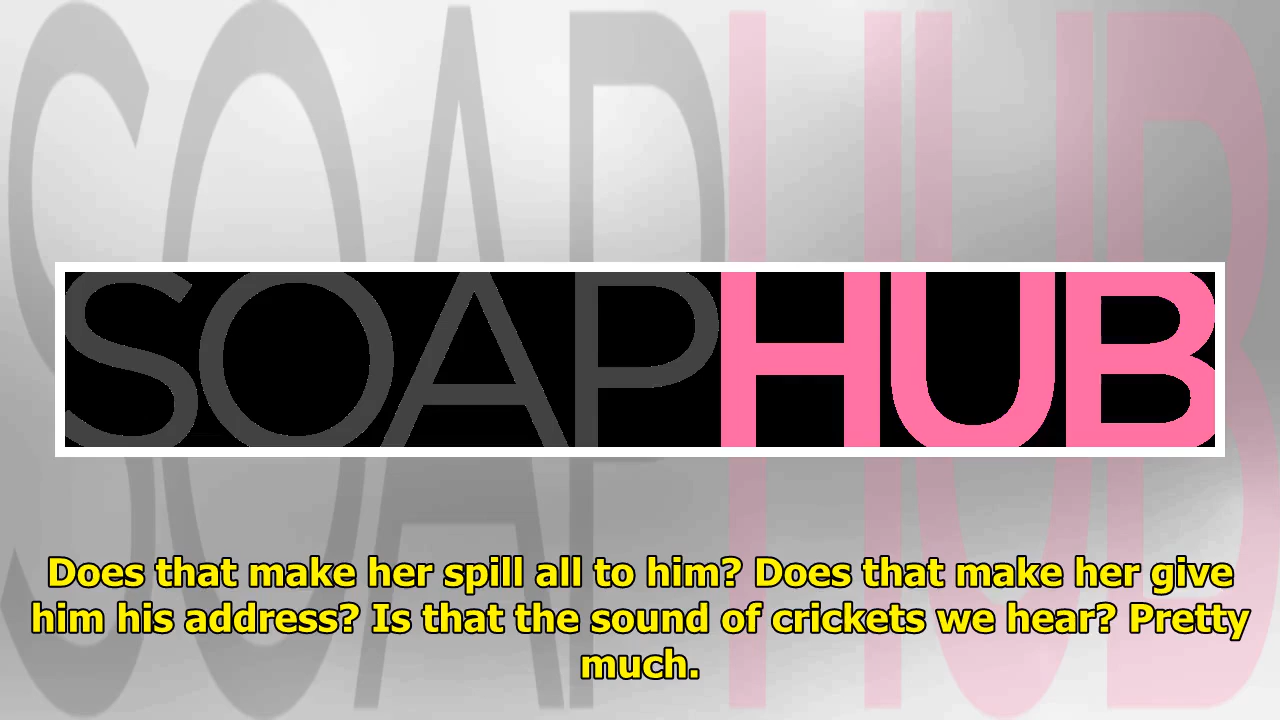 SOAPHUB
SOAPHUB
Does that make her spill all to him? Does that make her give
him his address? Is that the sound of crickets we hear? Pretty
much.